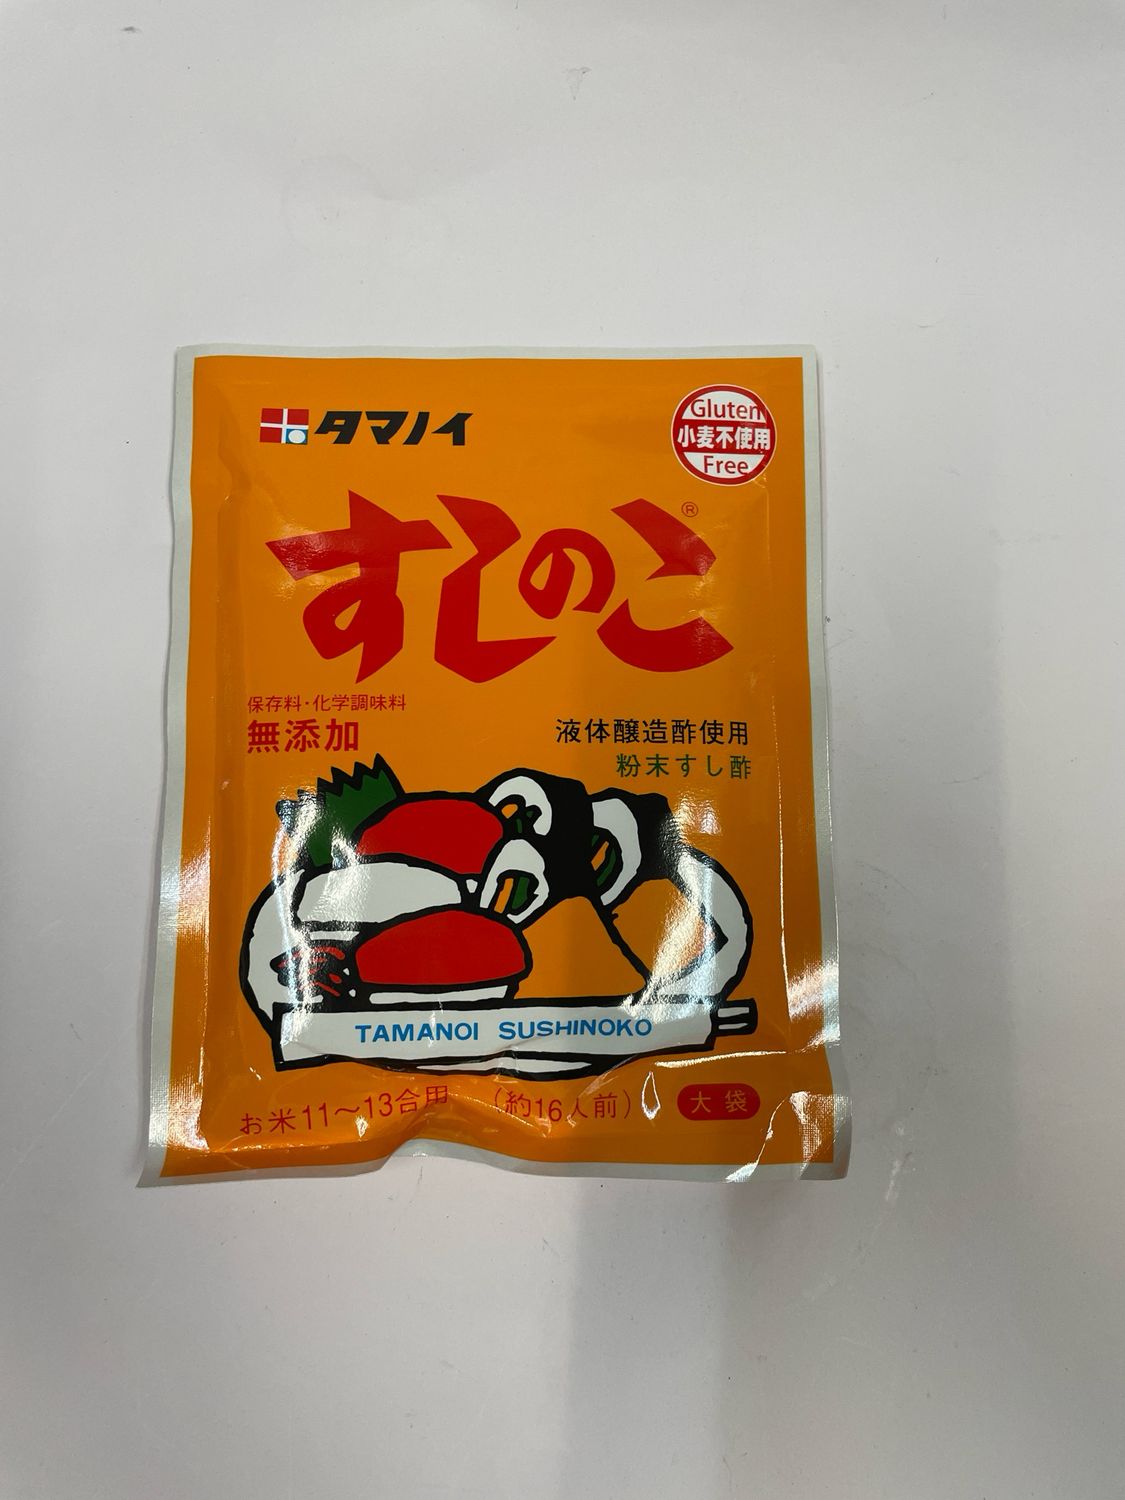 タマノイ
Gluten
小麦不使用
Free
すしのこ®
保存料・化学調味料
無添加
液体醸造酢使用
粉末すし酢
TAMANOI SUSHINOKO
お米11〜13合用 (約16人前) 大袋